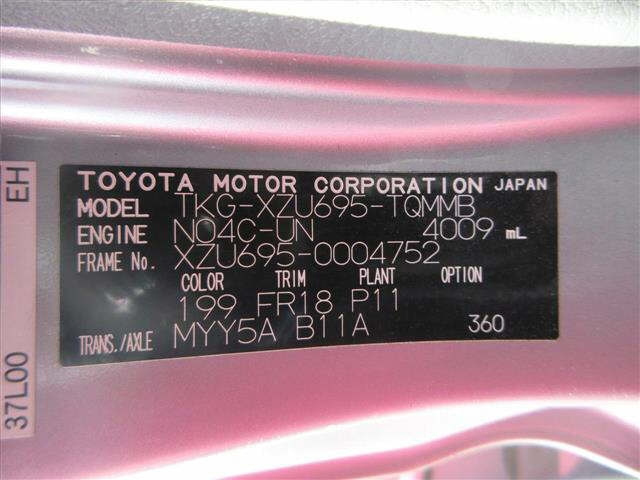 EH
37L00
TOYOTA MOTOR CORPORATION JAPAN
MODEL TKG-XZU695-TQMMB
ENGINE N04C-UN 4009 mL
FRAME No. XZU695-0004752
COLOR TRIM PLANT OPTION
199 FR18 P11
TRANS./AXLE MYY5A B11A 360